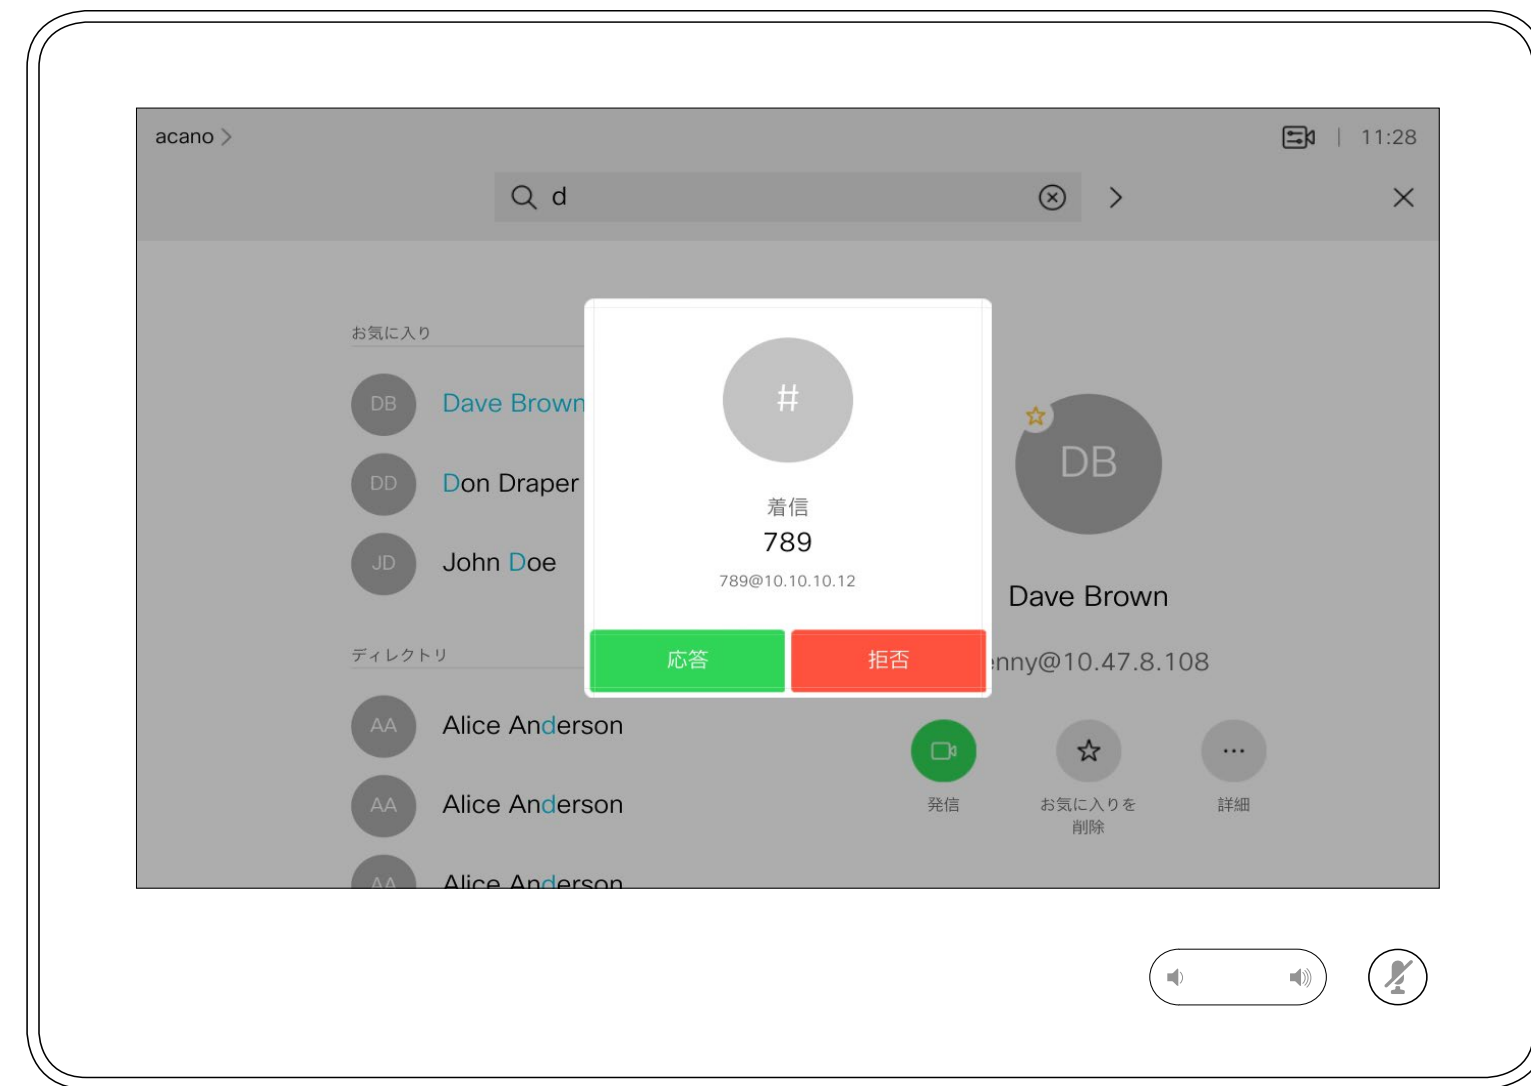 acano
11:28
d
お気に入り
DB Dave Brown
DD Don Draper
JD John Doe
ディレクトリ
AA Alice Anderson
AA Alice Anderson
AA Alice Anderson
#
着信
789
789@10.10.10.12
応答 拒否
DB
Dave Brown
nny@10.47.8.108
発信 お気に入りを 詳細
削除